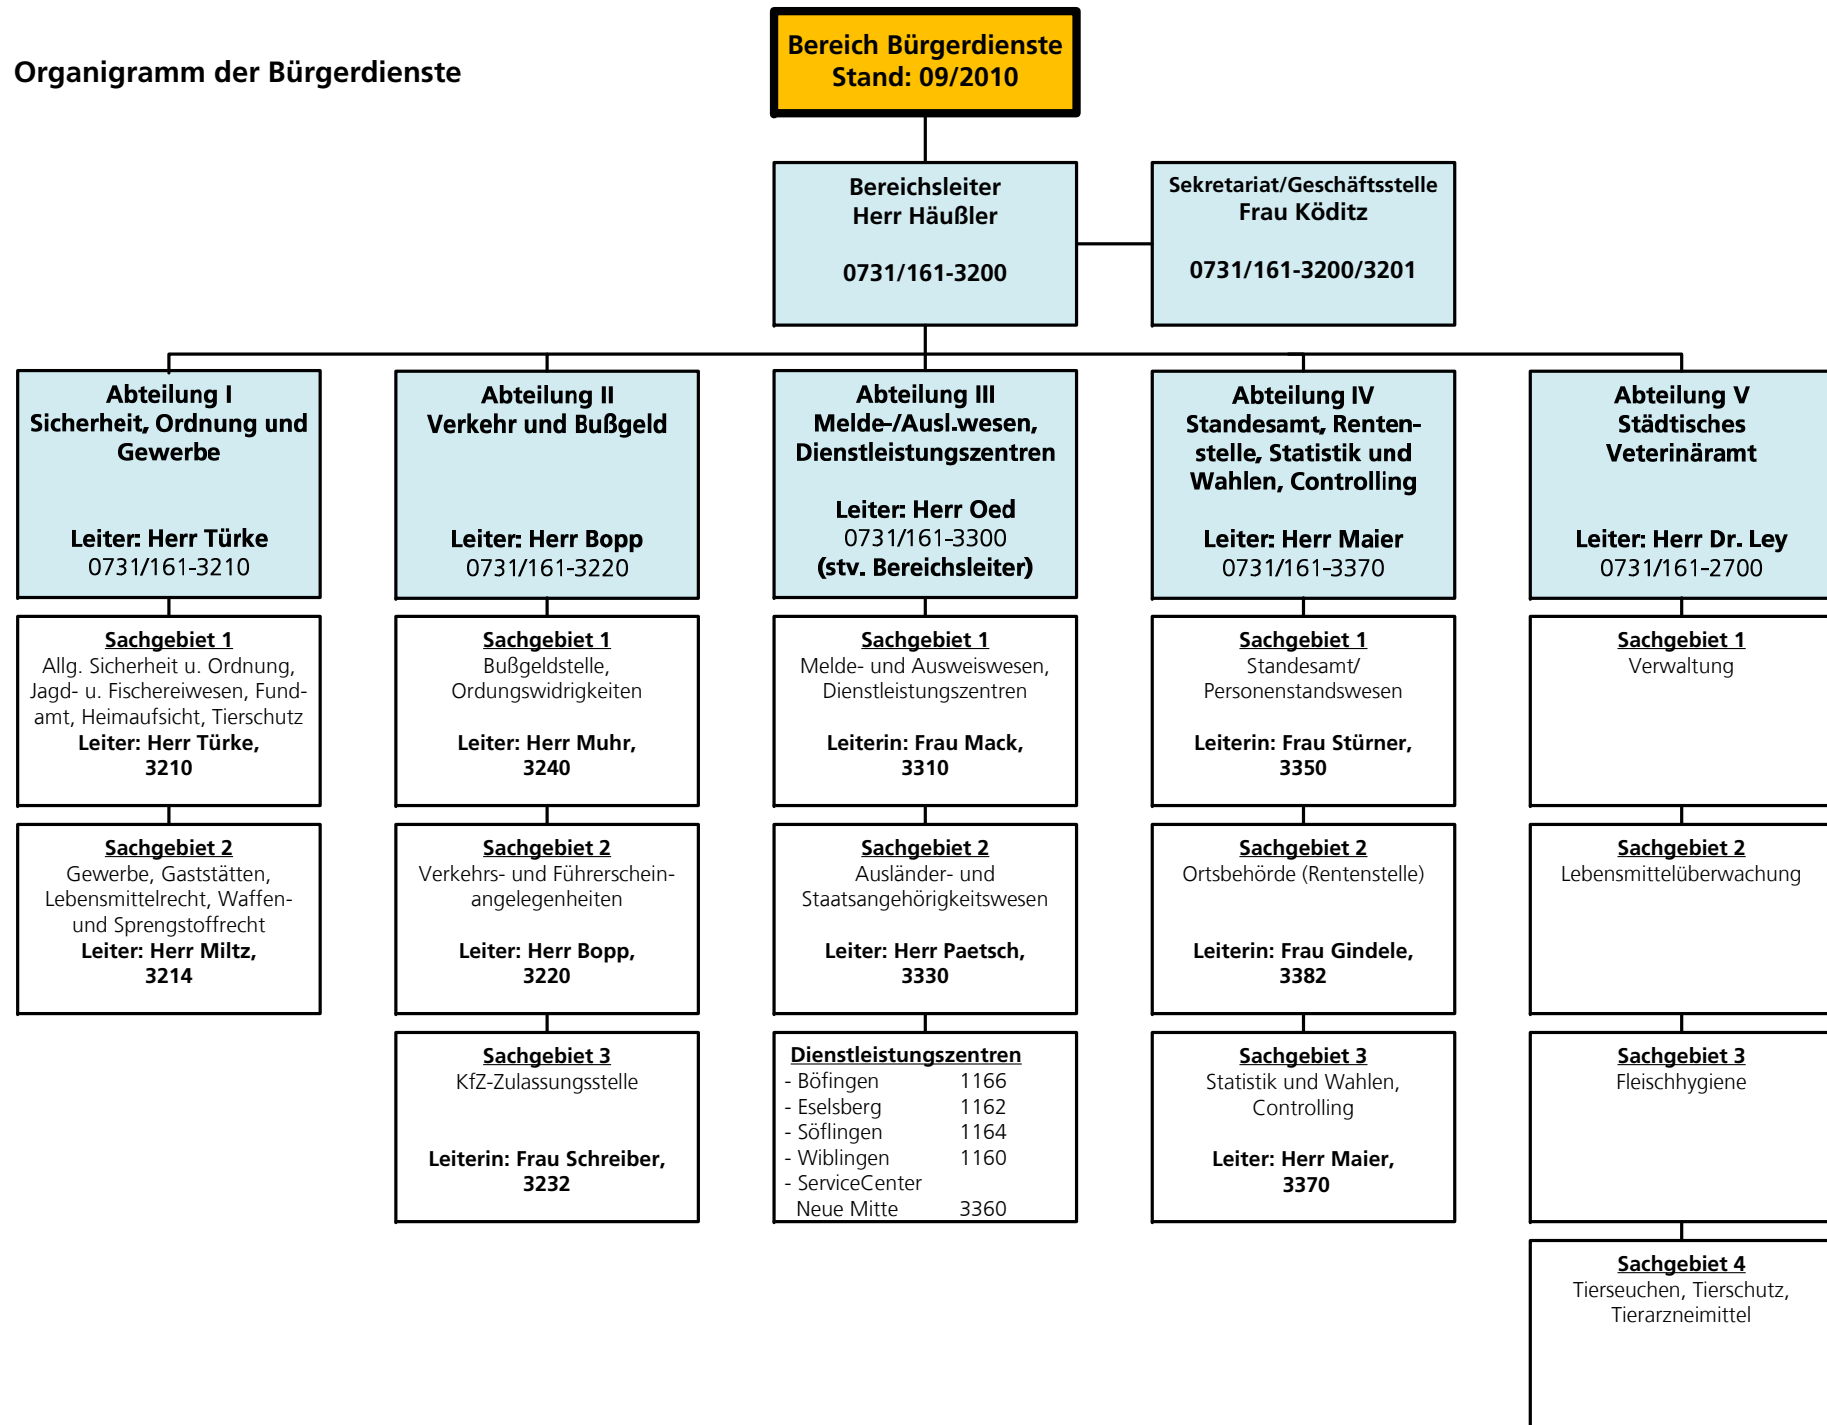 Organigramm der Bürgerdienste
Bereich Bürgerdienste
Stand: 09/2010
Bereichsleiter
Herr Häußler
0731/161-3200
Sekretariat/Geschäftsstelle
Frau Köditz
0731/161-3200/3201
Abteilung I
Sicherheit, Ordnung und
Gewerbe
Leiter: Herr Türke
0731/161-3210
Abteilung II
Verkehr und Bußgeld
Leiter: Herr Bopp
0731/161-3220
Abteilung III
Melde-/Ausl.wesen,
Dienstleistungszentren
Leiter: Herr Oed
0731/161-3300
(stv. Bereichsleiter)
Abteilung IV
Standesamt, Renten-
stelle, Statistik und
Wahlen, Controlling
Leiter: Herr Maier
0731/161-3370
Abteilung V
Städtisches
Veterinäramt
Leiter: Herr Dr. Ley
0731/161-2700
Sachgebiet 1
Allg. Sicherheit u. Ordnung,
Jagd- u. Fischereiwesen, Fund-
amt, Heimaufsicht, Tierschutz
Leiter: Herr Türke,
3210
Sachgebiet 1
Bußgeldstelle,
Ordungswidrigkeiten
Leiter: Herr Muhr,
3240
Sachgebiet 1
Melde- und Ausweiswesen,
Dienstleistungszentren
Leiterin: Frau Mack,
3310
Sachgebiet 1
Standesamt/
Personenstandswesen
Leiterin: Frau Stürner,
3350
Sachgebiet 1
Verwaltung
Sachgebiet 2
Gewerbe, Gaststätten,
Lebensmittelrecht, Waffen-
und Sprengstoffrecht
Leiter: Herr Miltz,
3214
Sachgebiet 2
Verkehrs- und Führerschein-
angelegenheiten
Leiter: Herr Bopp,
3220
Sachgebiet 2
Ausländer- und
Staatsangehörigkeitswesen
Leiter: Herr Paetsch,
3330
Sachgebiet 2
Ortsbehörde (Rentenstelle)
Leiterin: Frau Gindele,
3382
Sachgebiet 2
Lebensmittelüberwachung
Sachgebiet 3
KfZ-Zulassungsstelle
Leiterin: Frau Schreiber,
3232
Dienstleistungszentren
- Böfingen 1166
- Eselsberg 1162
- Söflingen 1164
- Wiblingen 1160
- ServiceCenter
Neue Mitte 3360
Sachgebiet 3
Statistik und Wahlen,
Controlling
Leiter: Herr Maier,
3370
Sachgebiet 3
Fleischhygiene
Sachgebiet 4
Tierseuchen, Tierschutz,
Tierarzneimittel